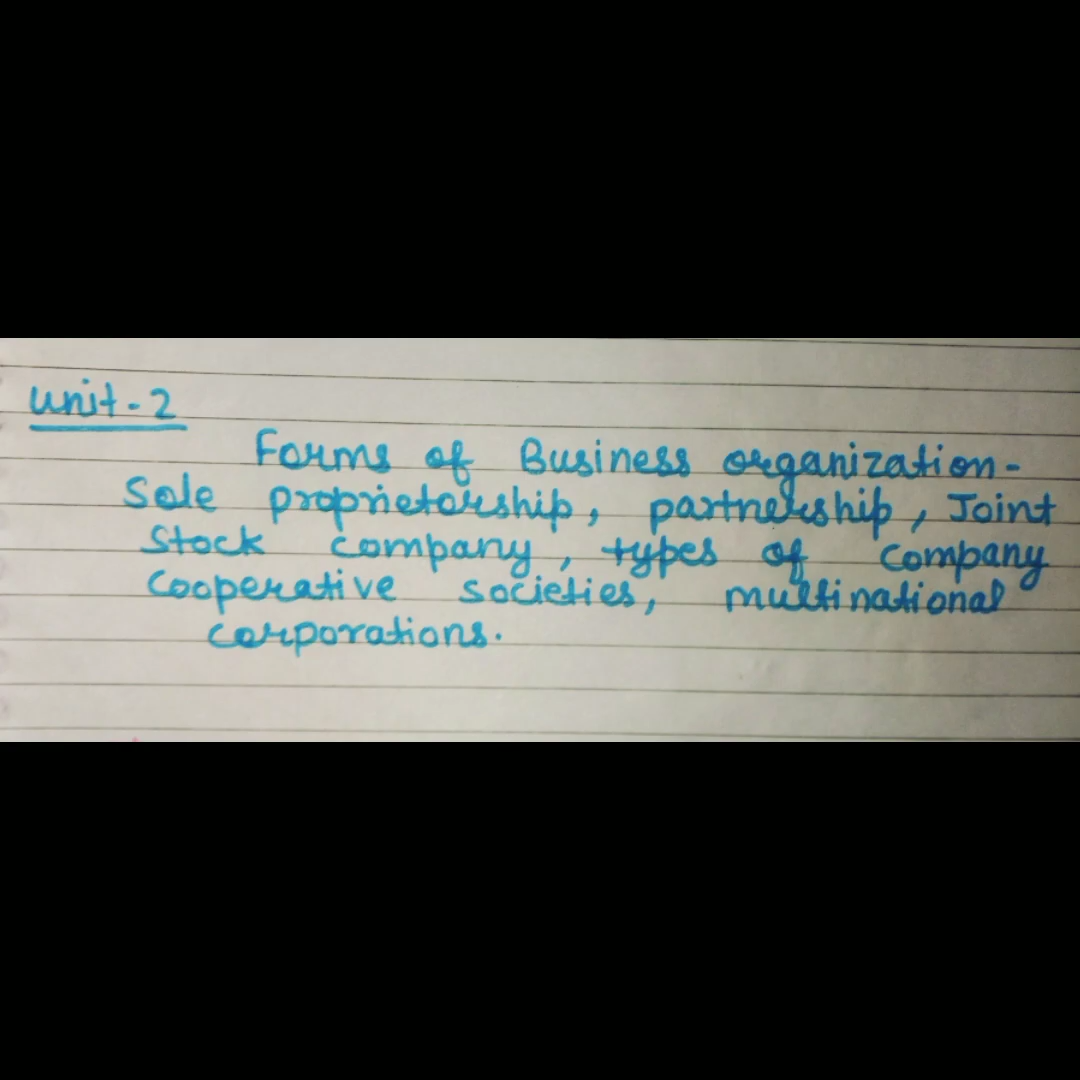 Unit-2
Forms of Business organization-
Sole proprietorship, partnership, Joint
Stock company, types of company
Cooperative societies, multinational
corporations.